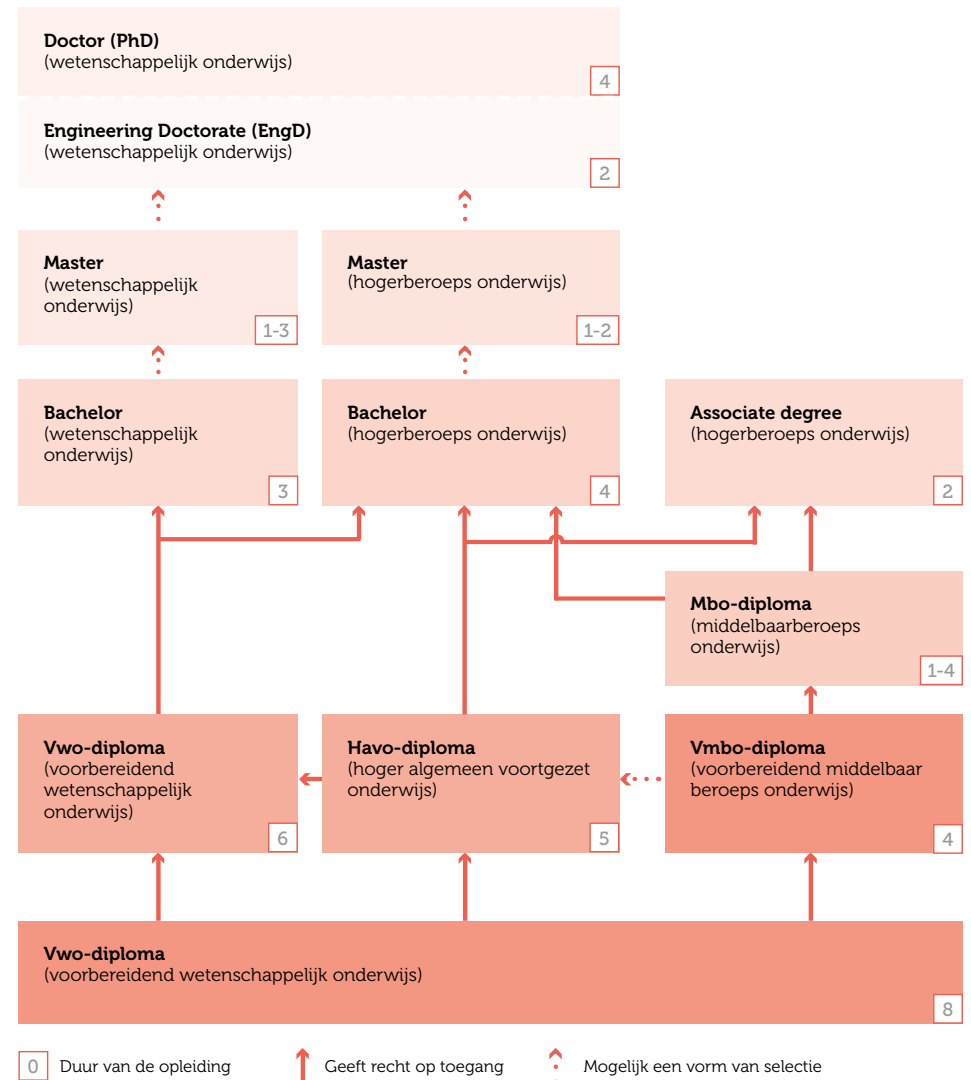 Doctor (PhD)
(wetenschappelijk onderwijs)
4
Engineering Doctorate (EngD)
(wetenschappelijk onderwijs)
2
Master
(wetenschappelijk
onderwijs)
1-3
Master
(hogerberoeps onderwijs)
1-2
Bachelor
(wetenschappelijk
onderwijs)
3
Bachelor
(hogerberoeps onderwijs)
4
Associate degree
(hogerberoeps onderwijs)
2
Mbo-diploma
(middelbaarberoeps
onderwijs)
1-4
Vwo-diploma
(voorbereidend
wetenschappelijk
onderwijs)
6
Havo-diploma
(hoger algemeen voortgezet
onderwijs)
5
Vmbo-diploma
(voorbereidend middelbaar
beroeps onderwijs)
4
Vwo-diploma
(voorbereidend wetenschappelijk onderwijs)
8
0 Duur van de opleiding
Geeft recht op toegang
Mogelijk een vorm van selectie